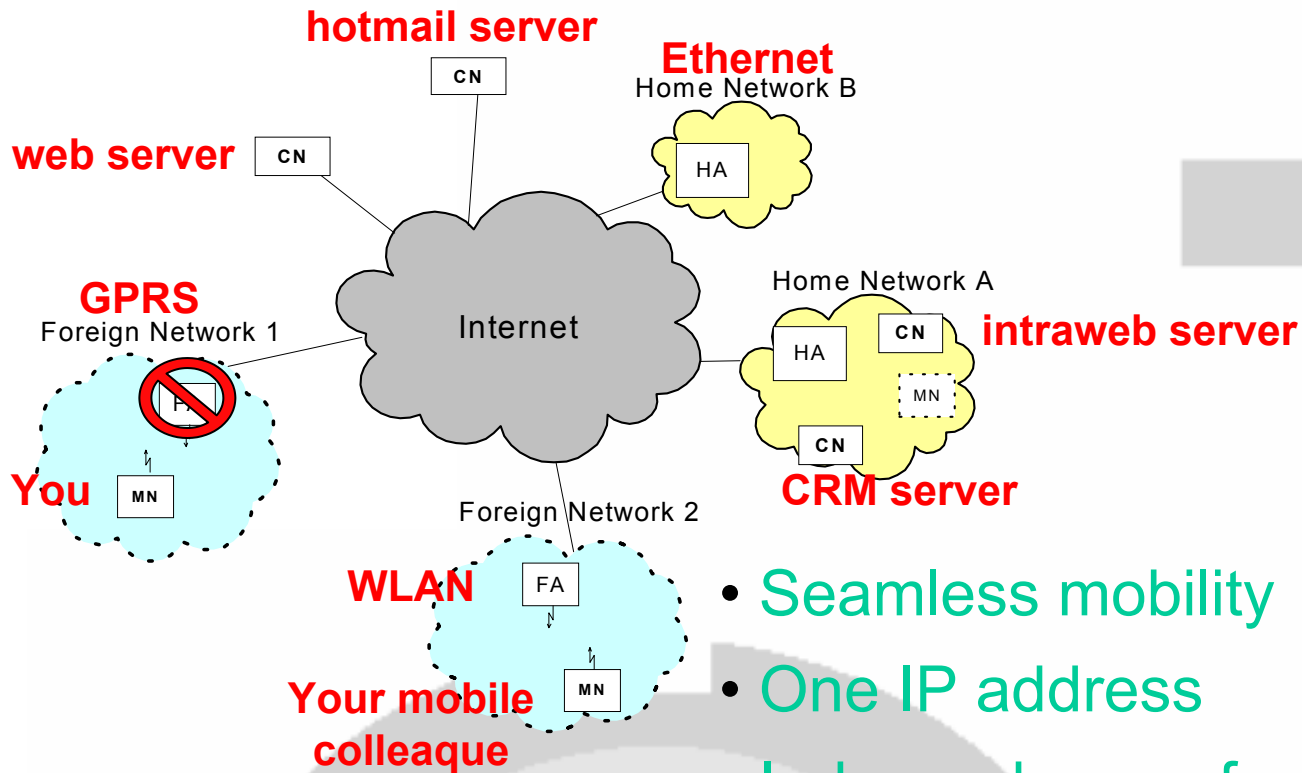 hotmail server
CN
Ethernet
Home Network B
HA
web server
CN
GPRS
Foreign Network 1
You
MN
Internet
Home Network A
HA
CN
intraweb server
MN
CN
CRM server
Foreign Network 2
WLAN
FA
MN
Your mobile
colleaque
• Seamless mobility
• One IP address